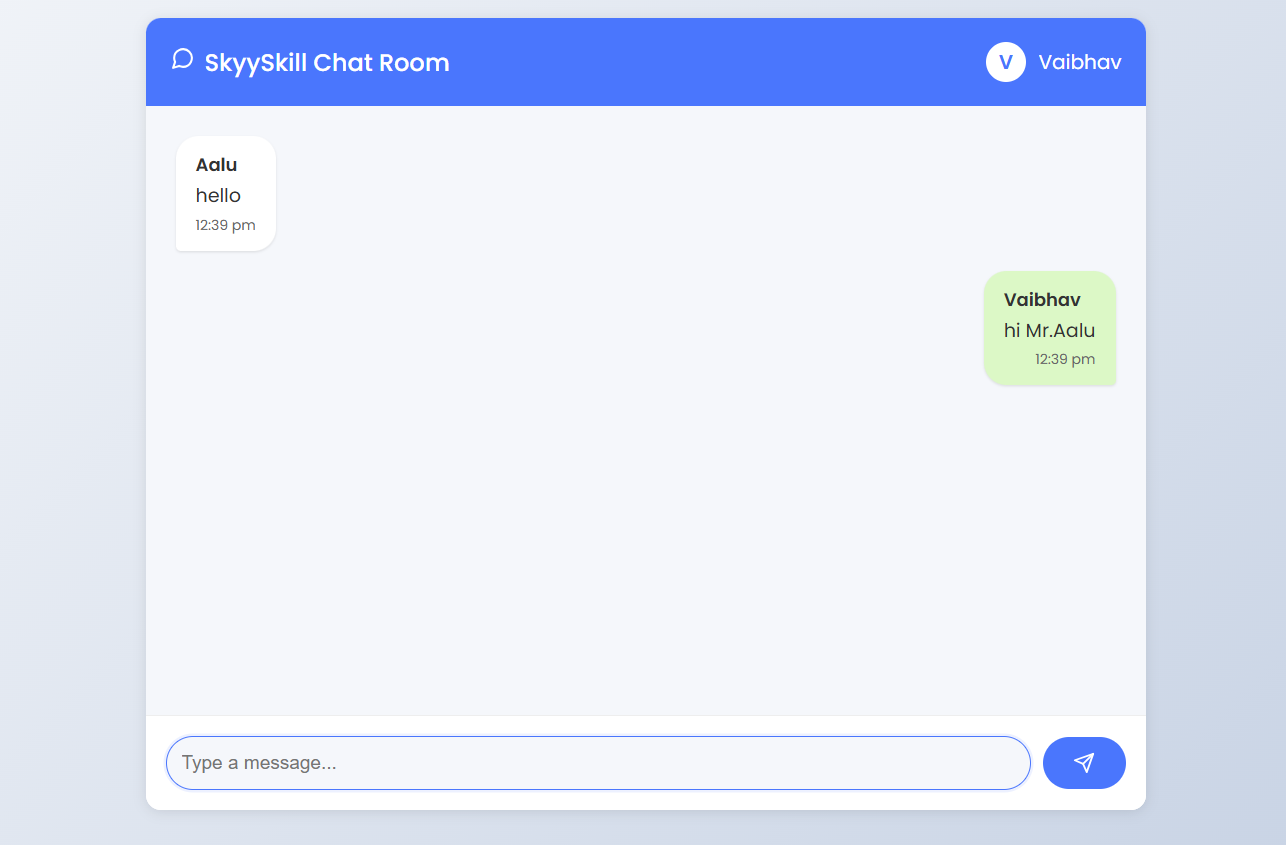 SkyySkill Chat Room
V Vaibhav
Aalu
hello
12:39 pm
Vaibhav
hi Mr.Aalu
12:39 pm
Type a message...